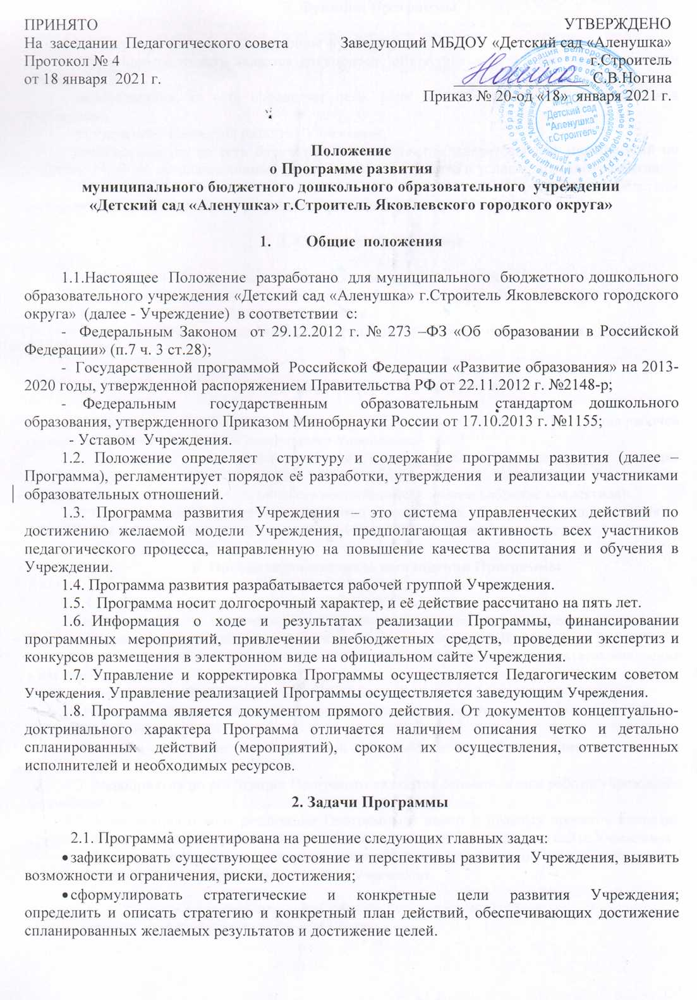 ПРИНЯТО УТВЕРЖДЕНО
На заседании Педагогического совета Заведующий МБДОУ «Детский сад «Аленушка»
Протокол № 4 г.Строитель
от 18 января 2021 г. С.В.Ногина
Приказ № 20-од «18» января 2021 г.
МБДОУ
"Детский сад
"Аленушка"
г.Строитель"
Положение
о Программе развития
муниципального бюджетного дошкольного образовательного учреждении
«Детский сад «Аленушка» г.Строитель Яковлевского городкого округа»
1. Общие положения
1.1.Настоящее Положение разработано для муниципального бюджетного дошкольного
образовательного учреждения «Детский сад «Аленушка» г.Строитель Яковлевского городского
округа» (далее - Учреждение) в соответствии с:
- Федеральным Законом от 29.12.2012 г. № 273 –ФЗ «Об образовании в Российской
Федерации» (п.7 ч. 3 ст.28);
- Государственной программой Российской Федерации «Развитие образования» на 2013-
2020 годы, утвержденной распоряжением Правительства РФ от 22.11.2012 г. №2148-р;
- Федеральным государственным образовательным стандартом дошкольного
образования, утвержденного Приказом Минобрнауки России от 17.10.2013 г. №1155;
- Уставом Учреждения.
1.2. Положение определяет структуру и содержание программы развития (далее –
Программа), регламентирует порядок её разработки, утверждения и реализации участниками
образовательных отношений.
1.3. Программа развития Учреждения – это система управленческих действий по
достижению желаемой модели Учреждения, предполагающая активность всех участников
педагогического процесса, направленную на повышение качества воспитания и обучения в
Учреждении.
1.4. Программа развития разрабатывается рабочей группой Учреждения.
1.5. Программа носит долгосрочный характер, и её действие рассчитано на пять лет.
1.6. Информация о ходе и результатах реализации Программы, финансировании
программных мероприятий, привлечении внебюджетных средств, проведении экспертиз и
конкурсов размещения в электронном виде на официальном сайте Учреждения.
1.7. Управление и корректировка Программы осуществляется Педагогическим советом
Учреждения. Управление реализацией Программы осуществляется заведующим Учреждения.
1.8. Программа является документом прямого действия. От документов концептуально-
доктринального характера Программа отличается наличием описания четко и детально
спланированных действий (мероприятий), сроком их осуществления, ответственных
исполнителей и необходимых ресурсов.
2. Задачи Программы
2.1. Программа ориентирована на решение следующих главных задач:
•зафиксировать существующее состояние и перспективы развития Учреждения, выявить
возможности и ограничения, риски, достижения;
•сформулировать стратегические и конкретные цели развития Учреждения;
определить и описать стратегию и конкретный план действий, обеспечивающих достижение
спланированных желаемых результатов и достижение целей.